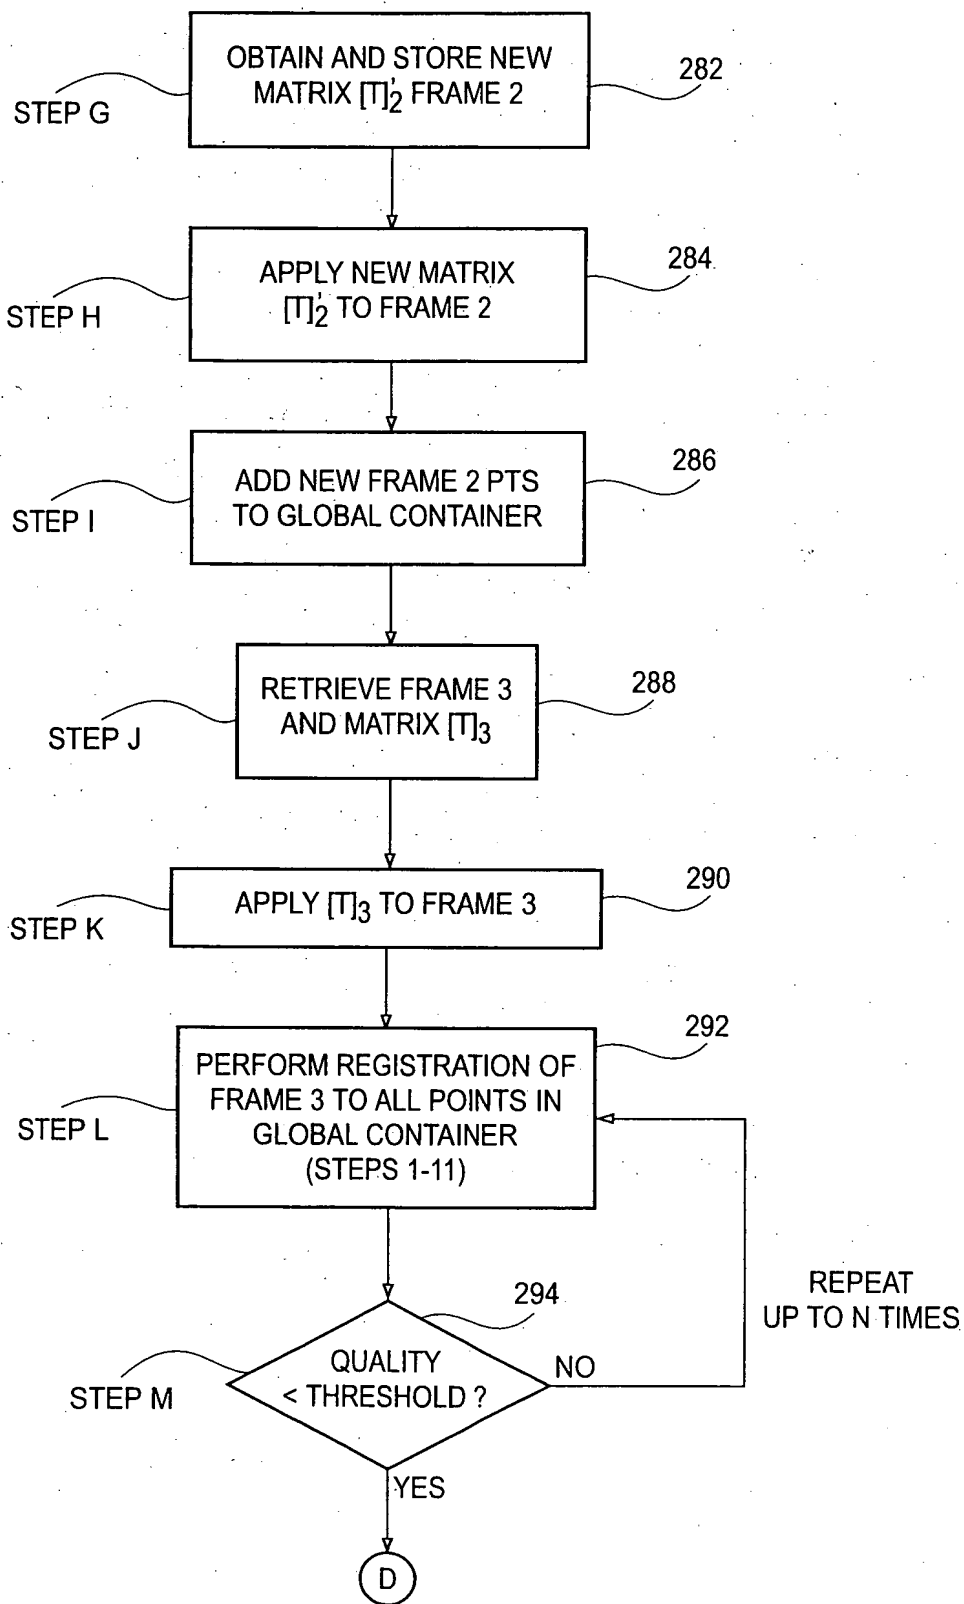 OBTAIN AND STORE NEW
MATRIX [T]'2 FRAME 2
282
STEP G
APPLY NEW MATRIX
[T]'2 TO FRAME 2
284
STEP H
ADD NEW FRAME 2 PTS
TO GLOBAL CONTAINER
286
STEP I
RETRIEVE FRAME 3
AND MATRIX [T]3
288
STEP J
APPLY [T]3 TO FRAME 3
290
STEP K
PERFORM REGISTRATION OF
FRAME 3 TO ALL POINTS IN
GLOBAL CONTAINER
(STEPS 1-11)
292
STEP L
QUALITY
< THRESHOLD ?
294
STEP M
NO
REPEAT
UP TO N TIMES
YES
D